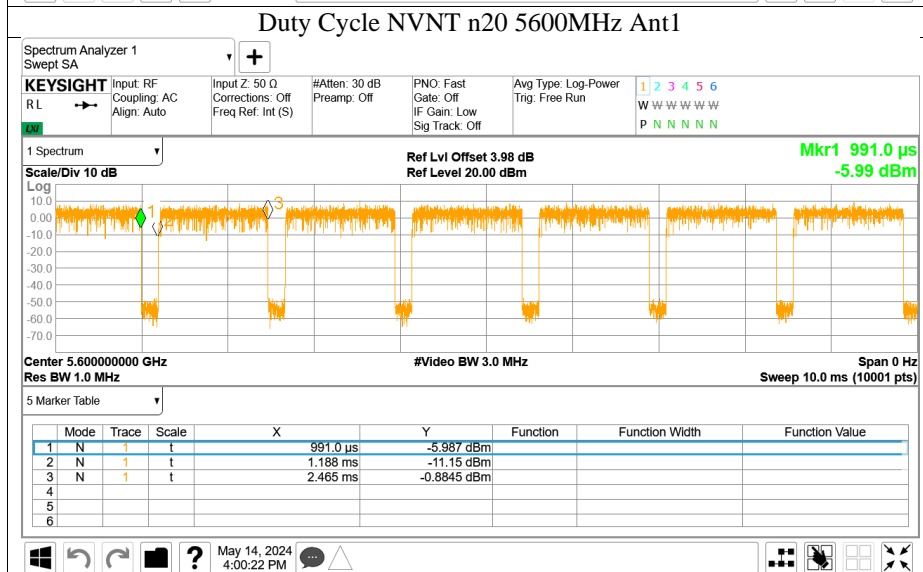 Duty Cycle NVNT n20 5600MHz Ant1
Spectrum Analyzer 1
Swept SA
KEYSIGHT
R L
LXI
Input: RF
Coupling: AC
Align: Auto
Input Z: 50 Ω
Corrections: Off
Freq Ref: Int (S)
#Atten: 30 dB
Preamp: Off
PNO: Fast
Gate: Off
IF Gain: Low
Sig Track: Off
Avg Type: Log-Power
Trig: Free Run
1 2 3 4 5 6
W W W W W W
P N N N N N
1 Spectrum
Scale/Div 10 dB
Ref Lvl Offset 3.98 dB
Ref Level 20.00 dBm
Mkr1 991.0 µs
-5.99 dBm
Log
10.0
0.00
-10.0
-20.0
-30.0
-40.0
-50.0
-60.0
-70.0
1
2
3
Center 5.600000000 GHz
#Video BW 3.0 MHz
Span 0 Hz
Res BW 1.0 MHz
Sweep 10.0 ms (10001 pts)
5 Marker Table
Mode Trace Scale X Y Function Function Width Function Value
1 N 1 t 991.0 µs -5.987 dBm
2 N 1 t 1.188 ms -11.15 dBm
3 N 1 t 2.465 ms -0.8845 dBm
4
5
6
?
May 14, 2024
4:00:22 PM